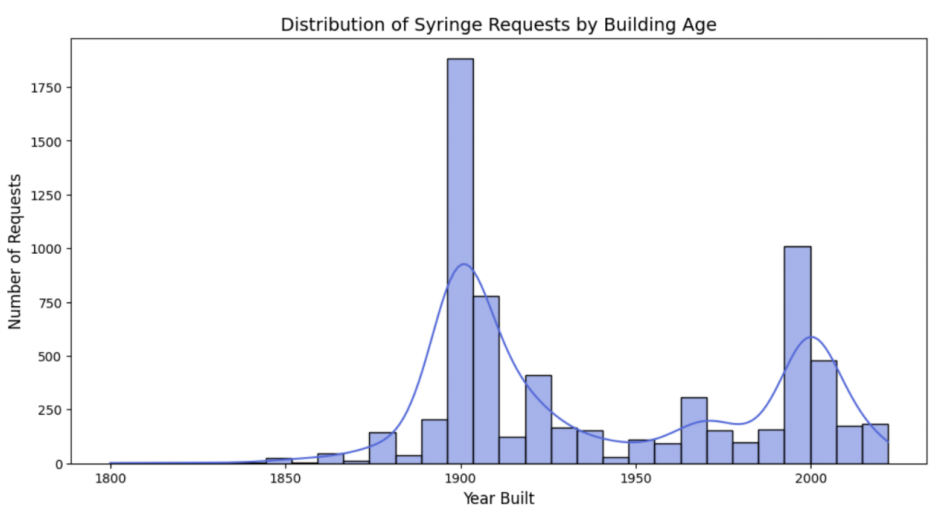 Distribution of Syringe Requests by Building Age
Number of Requests
1750
1500
1250
1000
750
500
250
0
1800 1850 1900 1950 2000
Year Built